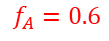 f_A = 0.6